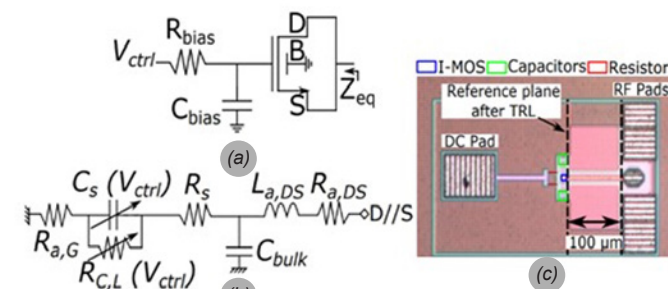 D
R_bias
V_ctrl
B
Z_eq
C_bias
S
(a)
C_s (V_ctrl)
R_s
L_a,DS
R_a,DS
D//S
R_a,G
C_bulk
R_C,L (V_ctrl)
I-MOS Capacitors Resistor
Reference plane
after TRL
RF Pads
DC Pad
100 μm
(c)